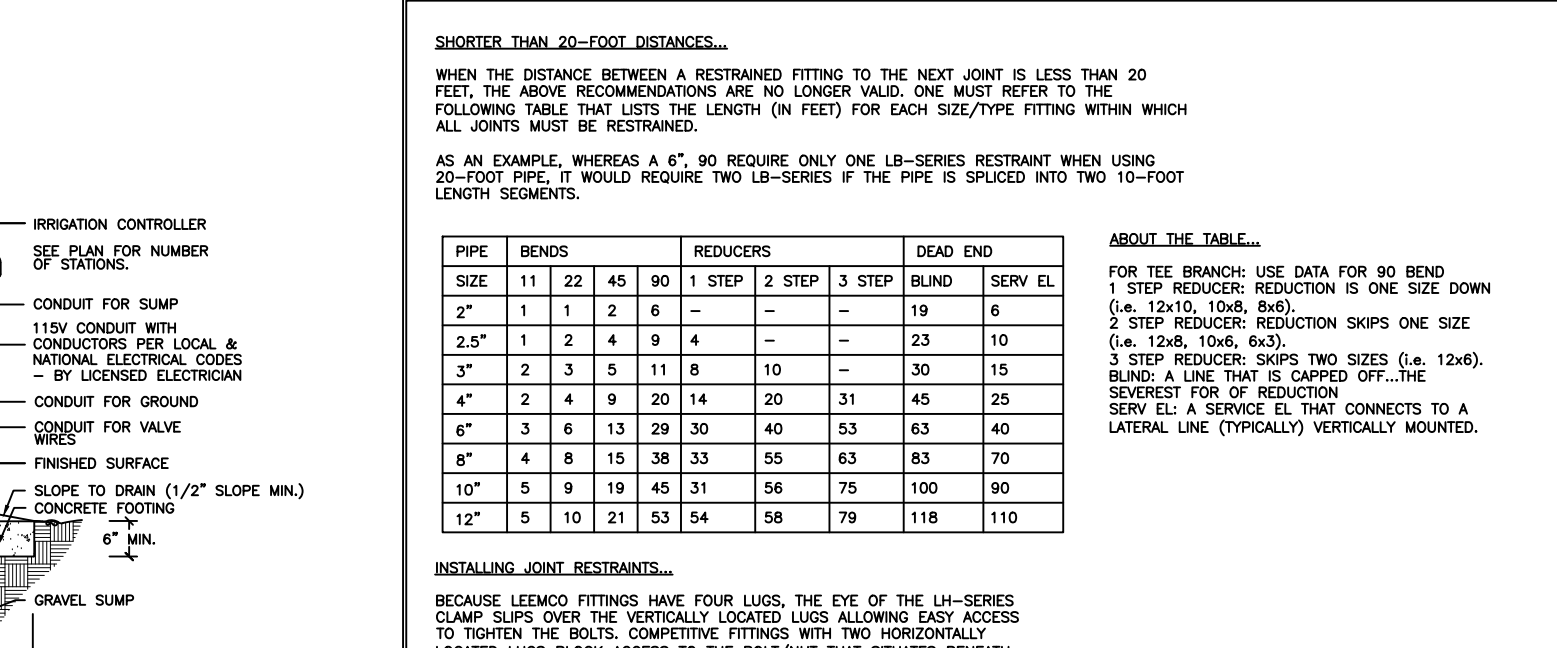 IRRIGATION CONTROLLER
SEE PLAN FOR NUMBER
OF STATIONS.
CONDUIT FOR SUMP
115V CONDUIT WITH
CONDUCTORS PER LOCAL &
NATIONAL ELECTRICAL CODES
– BY LICENSED ELECTRICIAN
CONDUIT FOR GROUND
CONDUIT FOR VALVE
WIRES
FINISHED SURFACE
SLOPE TO DRAIN (1/2" SLOPE MIN.)
CONCRETE FOOTING
6" MIN.
GRAVEL SUMP
SHORTER THAN 20–FOOT DISTANCES...
WHEN THE DISTANCE BETWEEN A RESTRAINED FITTING TO THE NEXT JOINT IS LESS THAN 20
FEET, THE ABOVE RECOMMENDATIONS ARE NO LONGER VALID. ONE MUST REFER TO THE
FOLLOWING TABLE THAT LISTS THE LENGTH (IN FEET) FOR EACH SIZE/TYPE FITTING WITHIN WHICH
ALL JOINTS MUST BE RESTRAINED.
AS AN EXAMPLE, WHEREAS A 6", 90 REQUIRE ONLY ONE LB–SERIES RESTRAINT WHEN USING
20–FOOT PIPE, IT WOULD REQUIRE TWO LB–SERIES IF THE PIPE IS SPLICED INTO TWO 10–FOOT
LENGTH SEGMENTS.
PIPE BENDS REDUCERS DEAD END
SIZE 11 22 45 90 1 STEP 2 STEP 3 STEP BLIND SERV EL
2" 1 1 2 6 – – – 19 6
2.5" 1 2 4 9 4 – – 23 10
3" 2 3 5 11 8 10 – 30 15
4" 2 4 9 20 14 20 31 45 25
6" 3 6 13 29 30 40 53 63 40
8" 4 8 15 38 33 55 63 83 70
10" 5 9 19 45 31 56 75 100 90
12" 5 10 21 53 54 58 79 118 110
ABOUT THE TABLE...
FOR TEE BRANCH: USE DATA FOR 90 BEND
1 STEP REDUCER: REDUCTION IS ONE SIZE DOWN
(i.e. 12x10, 10x8, 8x6).
2 STEP REDUCER: REDUCTION SKIPS ONE SIZE
(i.e. 12x8, 10x6, 6x3).
3 STEP REDUCER: SKIPS TWO SIZES (i.e. 12x6).
BLIND: A LINE THAT IS CAPPED OFF...THE
SEVEREST FOR OF REDUCTION
SERV EL: A SERVICE EL THAT CONNECTS TO A
LATERAL LINE (TYPICALLY) VERTICALLY MOUNTED.
INSTALLING JOINT RESTRAINTS...
BECAUSE LEEMCO FITTINGS HAVE FOUR LUGS, THE EYE OF THE LH–SERIES
CLAMP SLIPS OVER THE VERTICALLY LOCATED LUGS ALLOWING EASY ACCESS
TO TIGHTEN THE BOLTS. COMPETITIVE FITTINGS WITH TWO HORIZONTALLY
LOCATED LUGS BLOCK ACCESS TO THE BOLT/NUT THAT SITUATES BENEATH